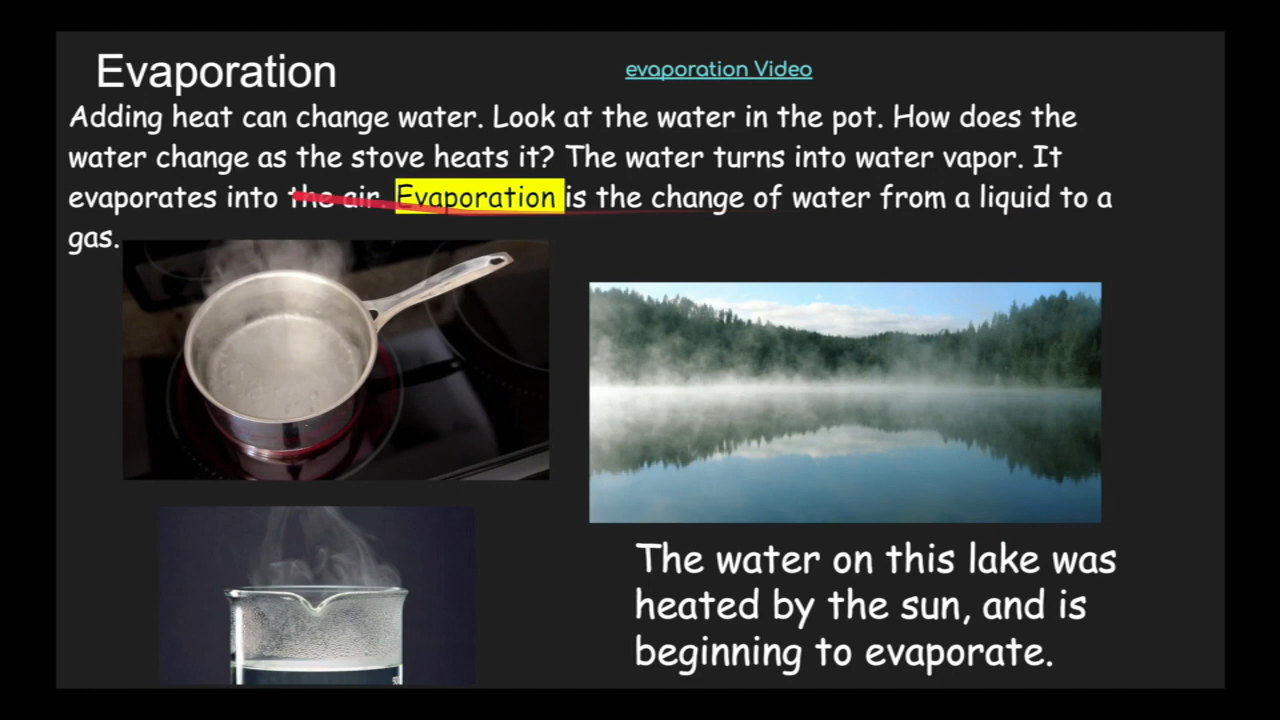 Evaporation
evaporation Video
Adding heat can change water. Look at the water in the pot. How does the
water change as the stove heats it? The water turns into water vapor. It
evaporates into the air. Evaporation is the change of water from a liquid to a
gas.
The water on this lake was
heated by the sun, and is
beginning to evaporate.